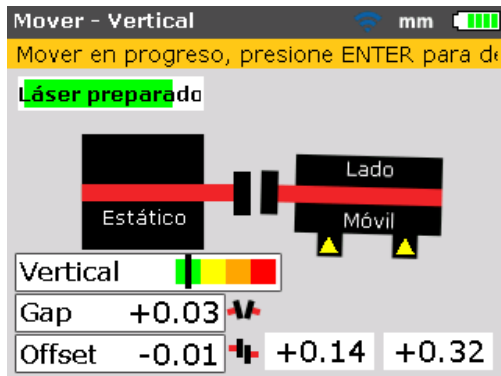 Mover - Vertical mm
Mover en progreso, presione ENTER para de
Láser preparado
Lado
Estático Móvil
Vertical
Gap +0.03
Offset -0.01 +0.14 +0.32